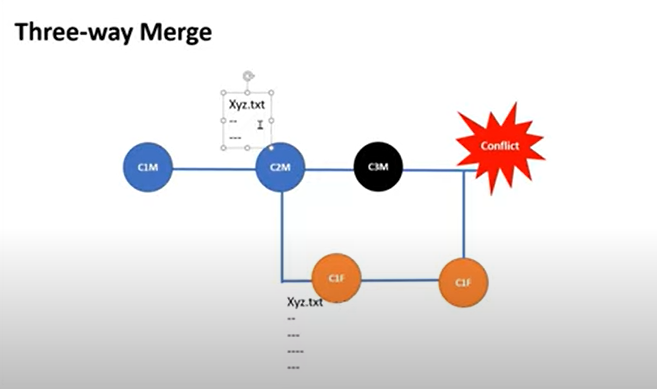 Three-way Merge
Xyz.txt
--
---
C1M
C2M
C3M
Conflict
C1F
C1F
Xyz.txt
--
---
----
---